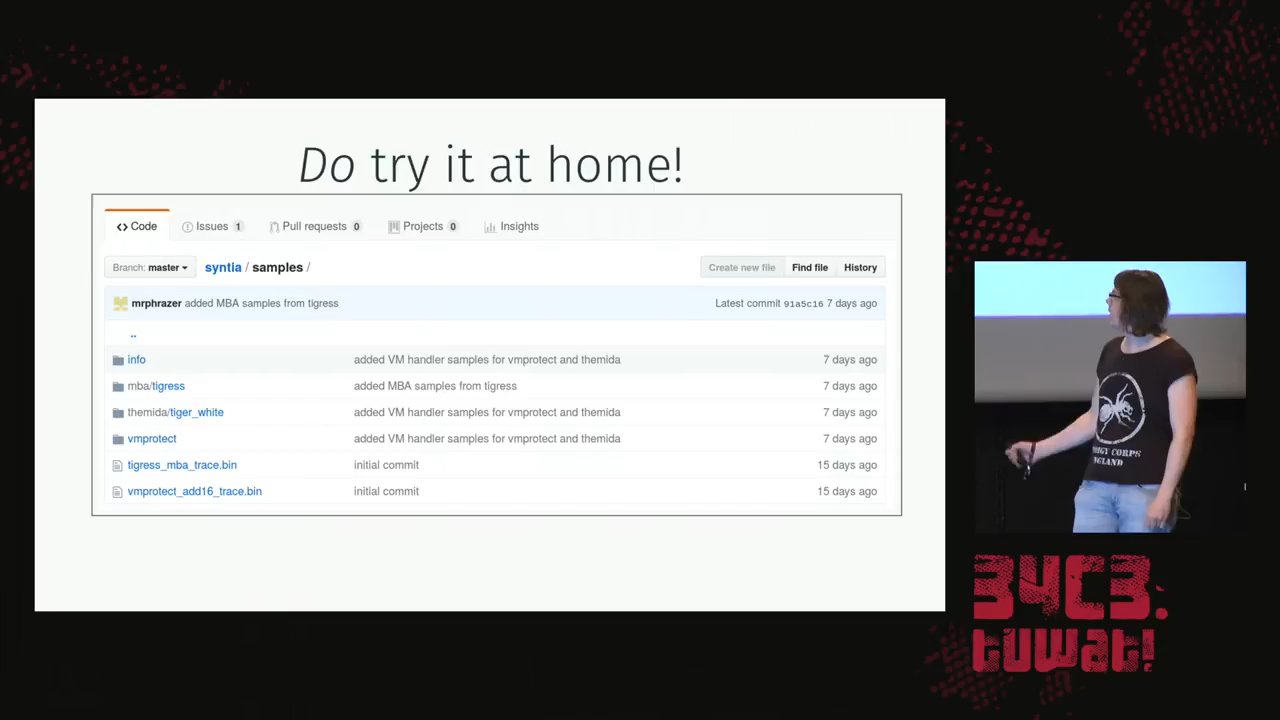 Do try it at home!
Code Issues 1 Pull requests 0 Projects 0 Insights
Branch: master syntia / samples / Create new file Find file History
mrphrazer added MBA samples from tigress Latest commit 91a5c16 7 days ago
..
info added VM handler samples for vmprotect and themida 7 days ago
mba/tigress added MBA samples from tigress 7 days ago
themida/tiger_white added VM handler samples for vmprotect and themida 7 days ago
vmprotect added VM handler samples for vmprotect and themida 7 days ago
tigress_mba_trace.bin initial commit 15 days ago
vmprotect_add16_trace.bin initial commit 15 days ago
CORPS
34C3.
tuwat!